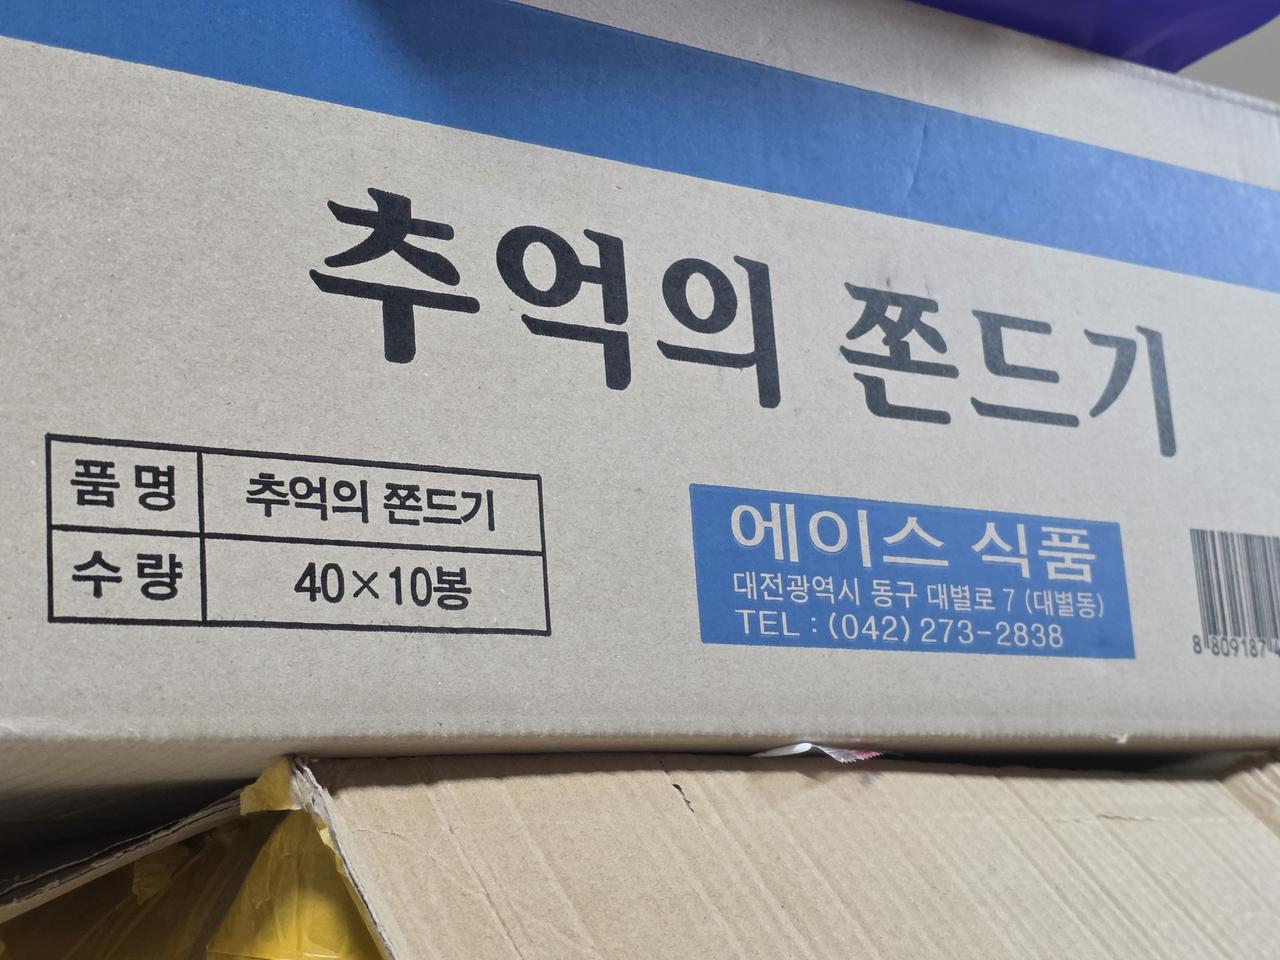 추억의 쫀드기
품명 추억의 쫀드기
수량 40×10봉
에이스 식품
대전광역시 동구 대별로 7 (대별동)
TEL : (042) 273-2838
8 809187